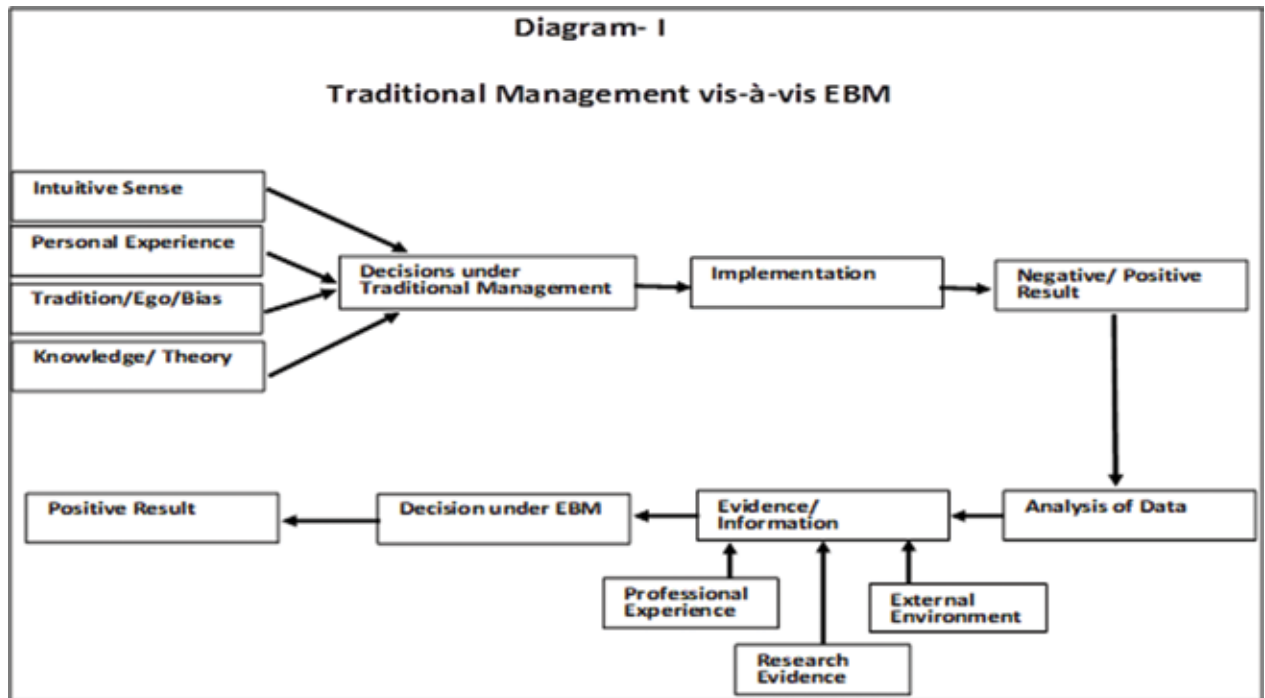 Diagram- I
Traditional Management vis-à-vis EBM
Intuitive Sense
Personal Experience
Tradition/Ego/Bias
Knowledge/ Theory
Decisions under
Traditional Management
Implementation
Negative/ Positive
Result
Positive Result
Decision under EBM
Evidence/
Information
Analysis of Data
Professional
Experience
External
Environment
Research
Evidence